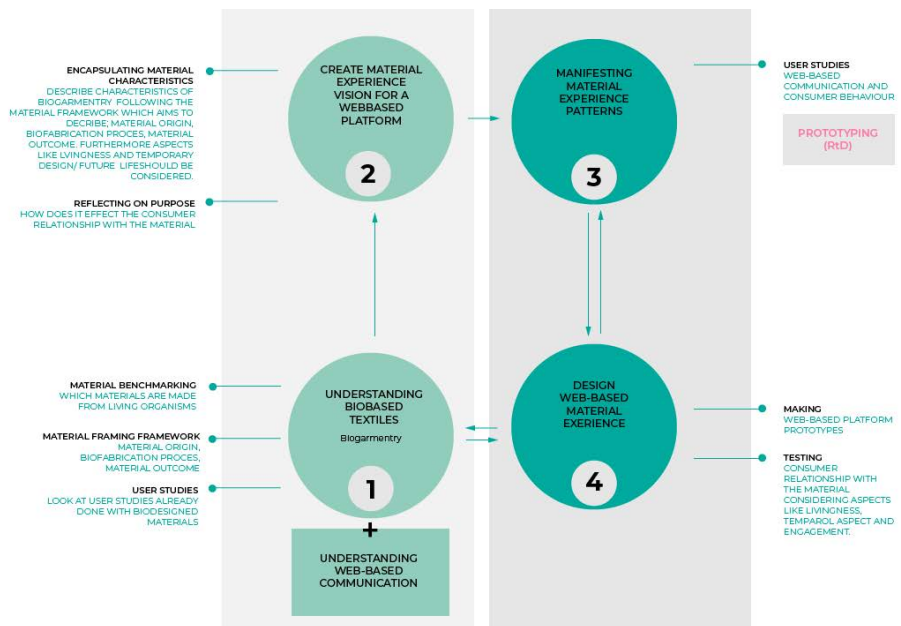 ENCAPSULATING MATERIAL
CHARACTERISTICS
DESCRIBE CHARACTERISTICS OF
BIOGARMENTRY FOLLOWING THE
MATERIAL FRAMEWORK WHICH AIMS TO
DECRIBE; MATERIAL ORIGIN,
BIOFABRICATION PROCES, MATERIAL
OUTCOME. FURTHERMORE ASPECTS
LIKE LVINGNESS AND TEMPORARY
DESIGN/ FUTURE LIFESHOULD BE
CONSIDERED.
REFLECTING ON PURPOSE
HOW DOES IT EFFECT THE CONSUMER
RELATIONSHIP WITH THE MATERIAL
CREATE MATERIAL
EXPERIENCE
VISION FOR A
WEBBASED
PLATFORM
2
MANIFESTING
MATERIAL
EXPERIENCE
PATTERNS
3
USER STUDIES
WEB-BASED
COMMUNICATION AND
CONSUMER BEHAVIOUR
PROTOTYPING
(RtD)
MATERIAL BENCHMARKING
WHICH MATERIALS ARE MADE
FROM LIVING ORGANISMS
MATERIAL FRAMING FRAMEWORK
MATERIAL ORIGIN,
BIOFABRICATION PROCES,
MATERIAL OUTCOME
USER STUDIES
LOOK AT USER STUDIES ALREADY
DONE WITH BIODESIGNED
MATERIALS
UNDERSTANDING
BIOBASED
TEXTILES
Biogarmentry
1
+
UNDERSTANDING
WEB-BASED
COMMUNICATION
DESIGN
WEB-BASED
MATERIAL
EXERIENCE
4
MAKING
WEB-BASED PLATFORM
PROTOTYPES
TESTING
CONSUMER
RELATIONSHIP WITH
THE MATERIAL
CONSIDERING ASPECTS
LIKE LIVINGNESS,
TEMPAROL ASPECT AND
ENGAGEMENT.